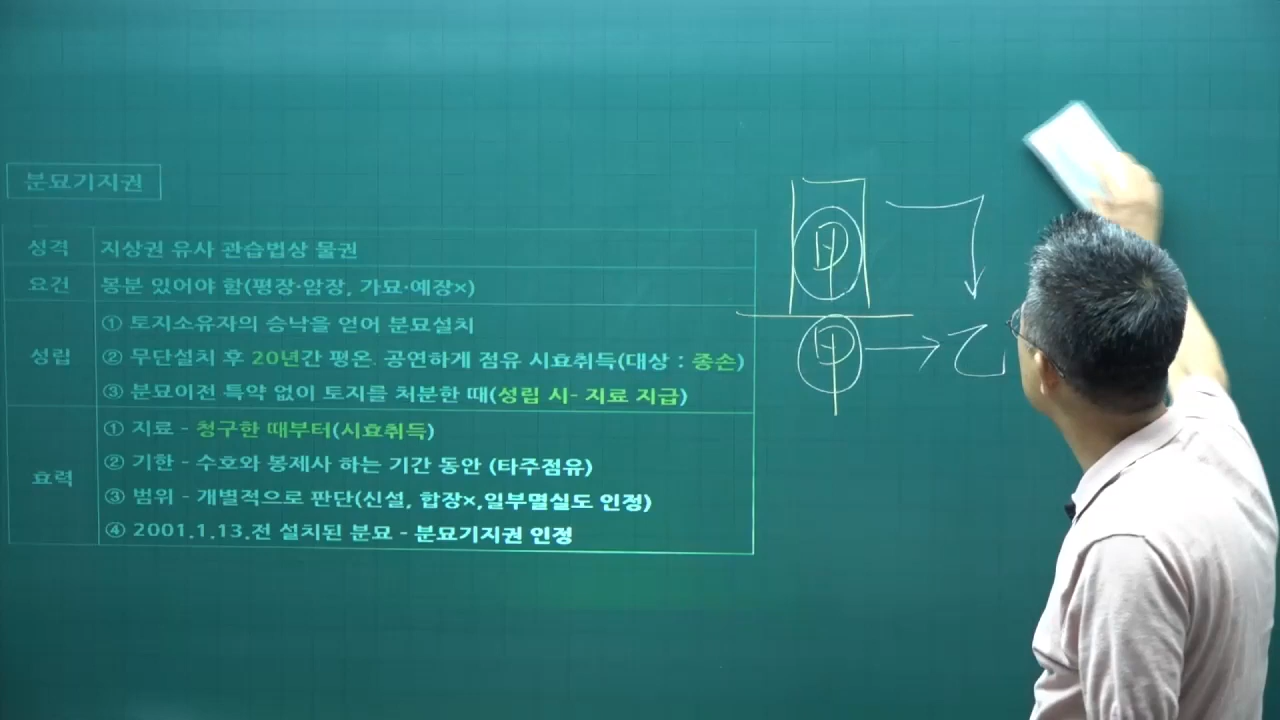 분묘기지권
성격 지상권 유사 관습법상 물권
요건 봉분 있어야 함(평장·암장, 가묘·예장×)
성립 ① 토지소유자의 승낙을 얻어 분묘설치
② 무단설치 후 20년간 평온. 공연하게 점유 시효취득(대상 : 종손)
③ 분묘이전 특약 없이 토지를 처분한 때(성립 시- 지료 지급)
효력 ① 지료 - 청구한 때부터(시효취득)
② 기한 - 수호와 봉제사 하는 기간 동안 (타주점유)
③ 범위 - 개별적으로 판단(신설, 합장×,일부멸실도 인정)
④ 2001.1.13.전 설치된 분묘 - 분묘기지권 인정
甲
甲 → 乙